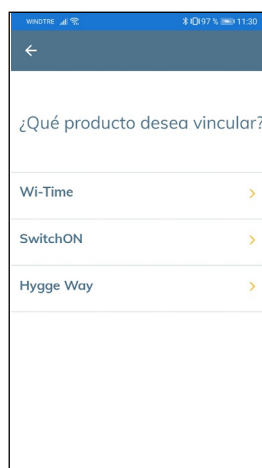 WINDTRE 97 % 11:30
¿Qué producto desea vincular?
Wi-Time
SwitchON
Hygge Way